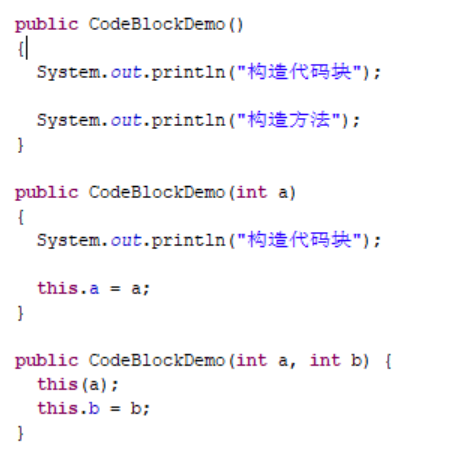 public CodeBlockDemo()
{
System.out.println("构造代码块");
System.out.println("构造方法");
}
public CodeBlockDemo(int a)
{
System.out.println("构造代码块");
this.a = a;
}
public CodeBlockDemo(int a, int b) {
this(a);
this.b = b;
}